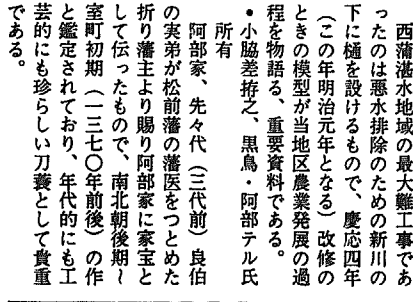 西蒲湛水地域の最大難工事であ
ったのは悪水排除のための新川の
下に樋を設けるもので、慶応四年
（この年明治元年となる）改修の
ときの模型が当地区農業発展の過
程を物語る、重要資料である。
•小脇差拵之、黒鳥・阿部テル氏
所有
阿部家、先々代（三代前）良伯
の実弟が松前藩の藩医をつとめた
折り藩主より賜り阿部家に家宝と
して伝ったもので、南北朝後期～
室町初期（一三七〇年前後）の作
と鑑定されており、年代的にも工
芸的にも珍らしい刀装として貴重
である。